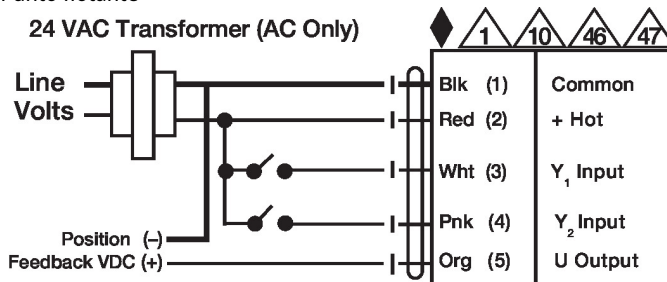 24 VAC Transformer (AC Only)
1 10 46 47
Line
Volts
Blk (1) Common
Red (2) + Hot
Wht (3) Y₁ Input
Pnk (4) Y₂ Input
Position (–)
Feedback VDC (+)
Org (5) U Output